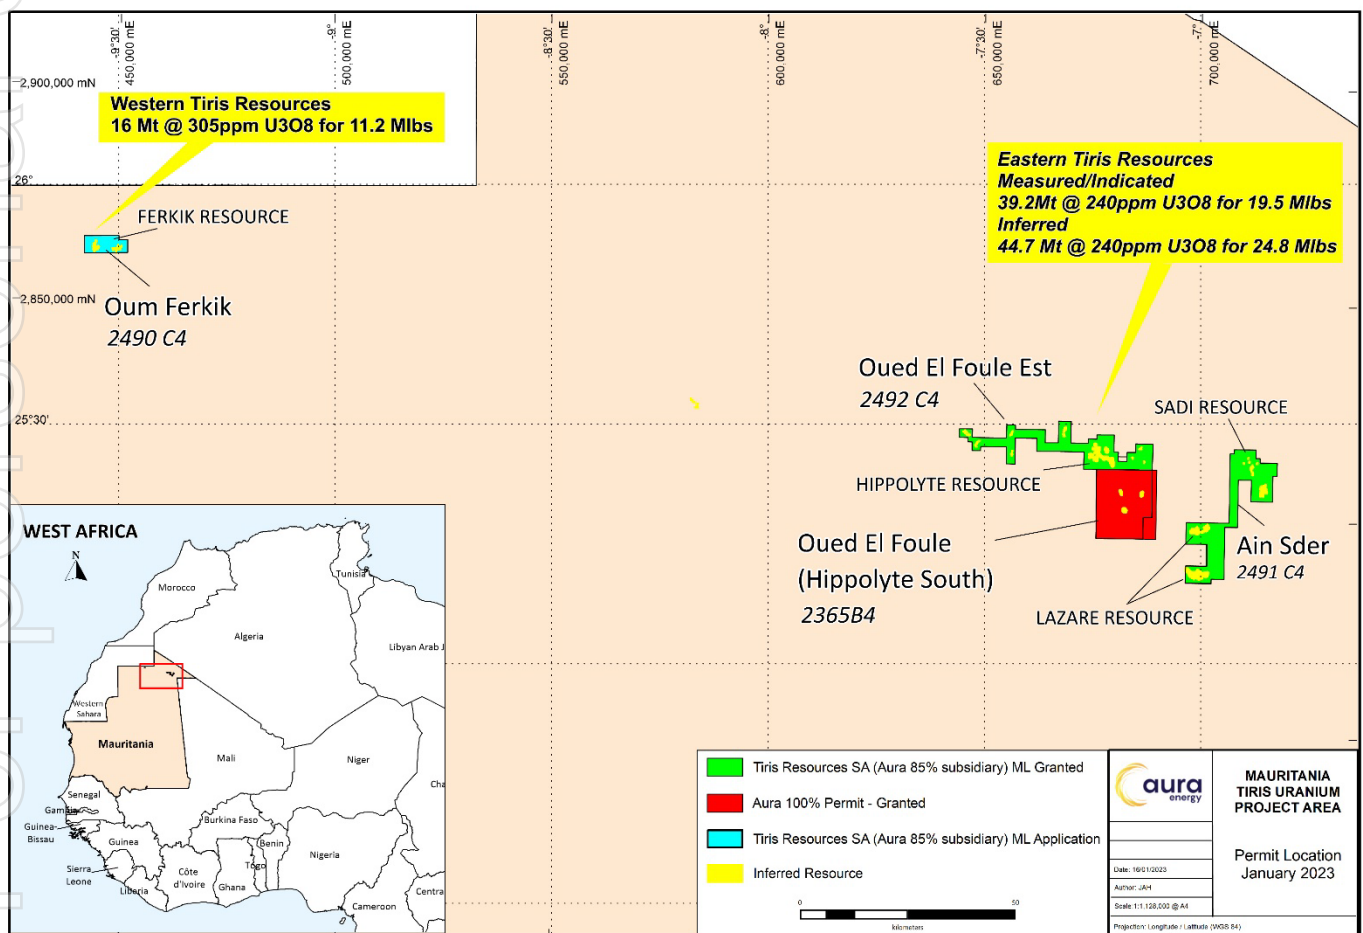 -9°30'
450,000 mE
-9°
500,000 mE
-8°30'
550,000 mE
-8°
600,000 mE
-7°30'
650,000 mE
-7°
700,000 mE
2,900,000 mN
Western Tiris Resources
16 Mt @ 305ppm U3O8 for 11.2 Mlbs
Eastern Tiris Resources
Measured/Indicated
39.2Mt @ 240ppm U3O8 for 19.5 Mlbs
Inferred
44.7 Mt @ 240ppm U3O8 for 24.8 Mlbs
26°
FERKIK RESOURCE
2,850,000 mN
Oum Ferkik
2490 C4
Oued El Foule Est
2492 C4
SADI RESOURCE
25°30'
HIPPOLYTE RESOURCE
Oued El Foule
(Hippolyte South)
2365B4
Ain Sder
2491 C4
LAZARE RESOURCE
WEST AFRICA
N
Morocco
Tunisia
Algeria
Libyan Arab J
Western
Sahara
Mauritania
Mali
Niger
Cha
Senegal
Gambia
Guinea-
Bissau
Guinea
Burkina Faso
Benin
Nigeria
Sierra
Leone
Liberia
Côte
d'Ivoire
Ghana
Togo
Cameroon
Centra
Tiris Resources SA (Aura 85% subsidiary) ML Granted
Aura 100% Permit - Granted
Tiris Resources SA (Aura 85% subsidiary) ML Application
Inferred Resource
0
50
kilometers
aura
energy
MAURITANIA
TIRIS URANIUM
PROJECT AREA
Permit Location
January 2023
Date: 16/01/2023
Author: JAH
Scale 1:1,128,000 @ A4
Projection: Longitude / Latitude (WGS 84)